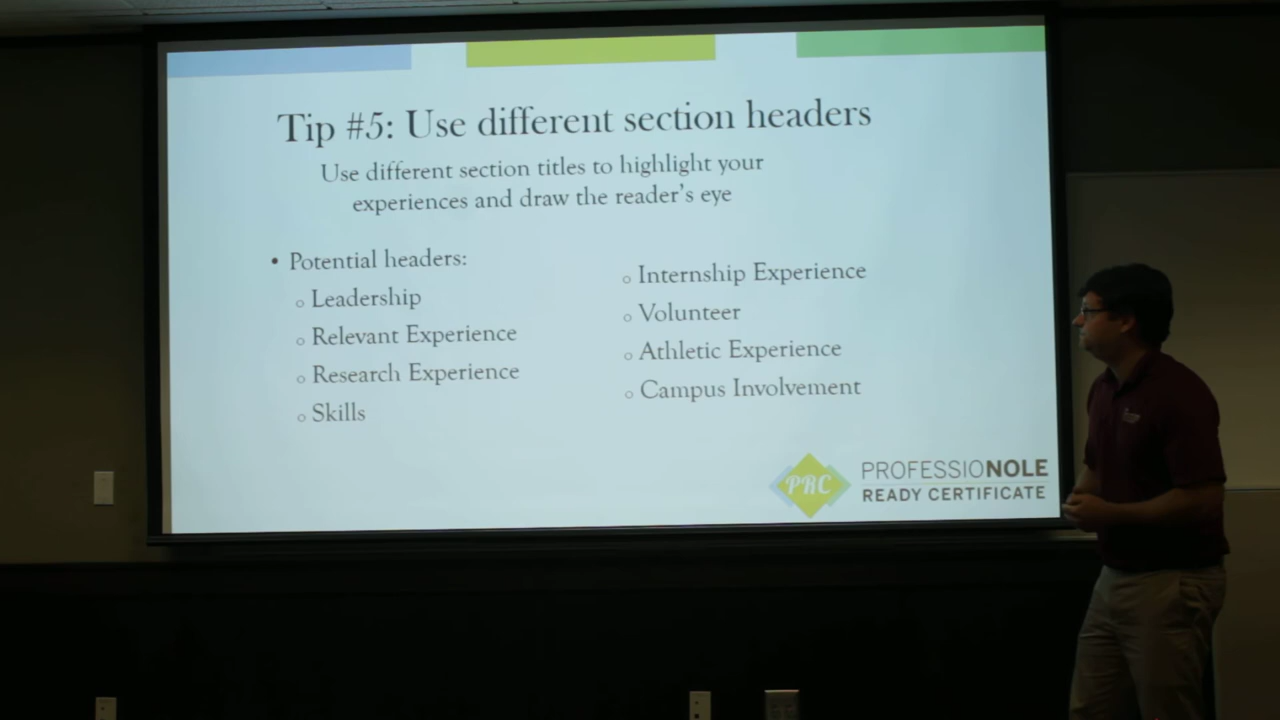 Tip #5: Use different section headers
Use different section titles to highlight your
experiences and draw the reader's eye
• Potential headers:
o Leadership
o Relevant Experience
o Research Experience
o Skills
o Internship Experience
o Volunteer
o Athletic Experience
o Campus Involvement
PRC
PROFESSIONOLE
READY CERTIFICATE